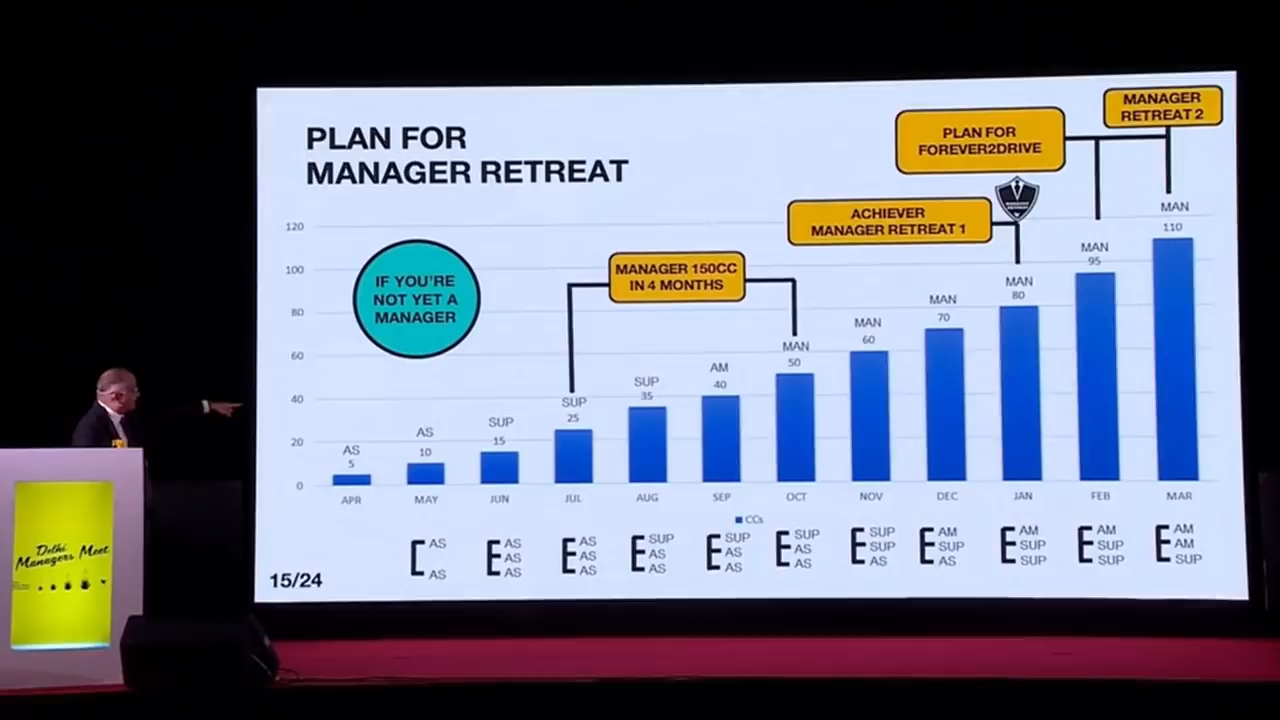 PLAN FOR
MANAGER RETREAT
MANAGER
RETREAT 2
PLAN FOR
FOREVER2DRIVE
ACHIEVER
MANAGER RETREAT 1
MANAGER 150CC
IN 4 MONTHS
IF YOU'RE
NOT YET A
MANAGER
120
100
80
60
40
20
0
AS
5
AS
10
SUP
15
SUP
25
SUP
35
AM
40
MAN
50
MAN
60
MAN
70
MAN
80
MAN
95
MAN
110
APR MAY JUN JUL AUG SEP OCT NOV DEC JAN FEB MAR
CCs
AS
AS
AS
AS
AS
AS
AS
AS
SUP
AS
AS
SUP
AS
AS
SUP
AS
AS
SUP
SUP
AS
AM
SUP
AS
AM
SUP
SUP
AM
SUP
SUP
AM
AM
SUP
15/24
Delhi
Managers Meet